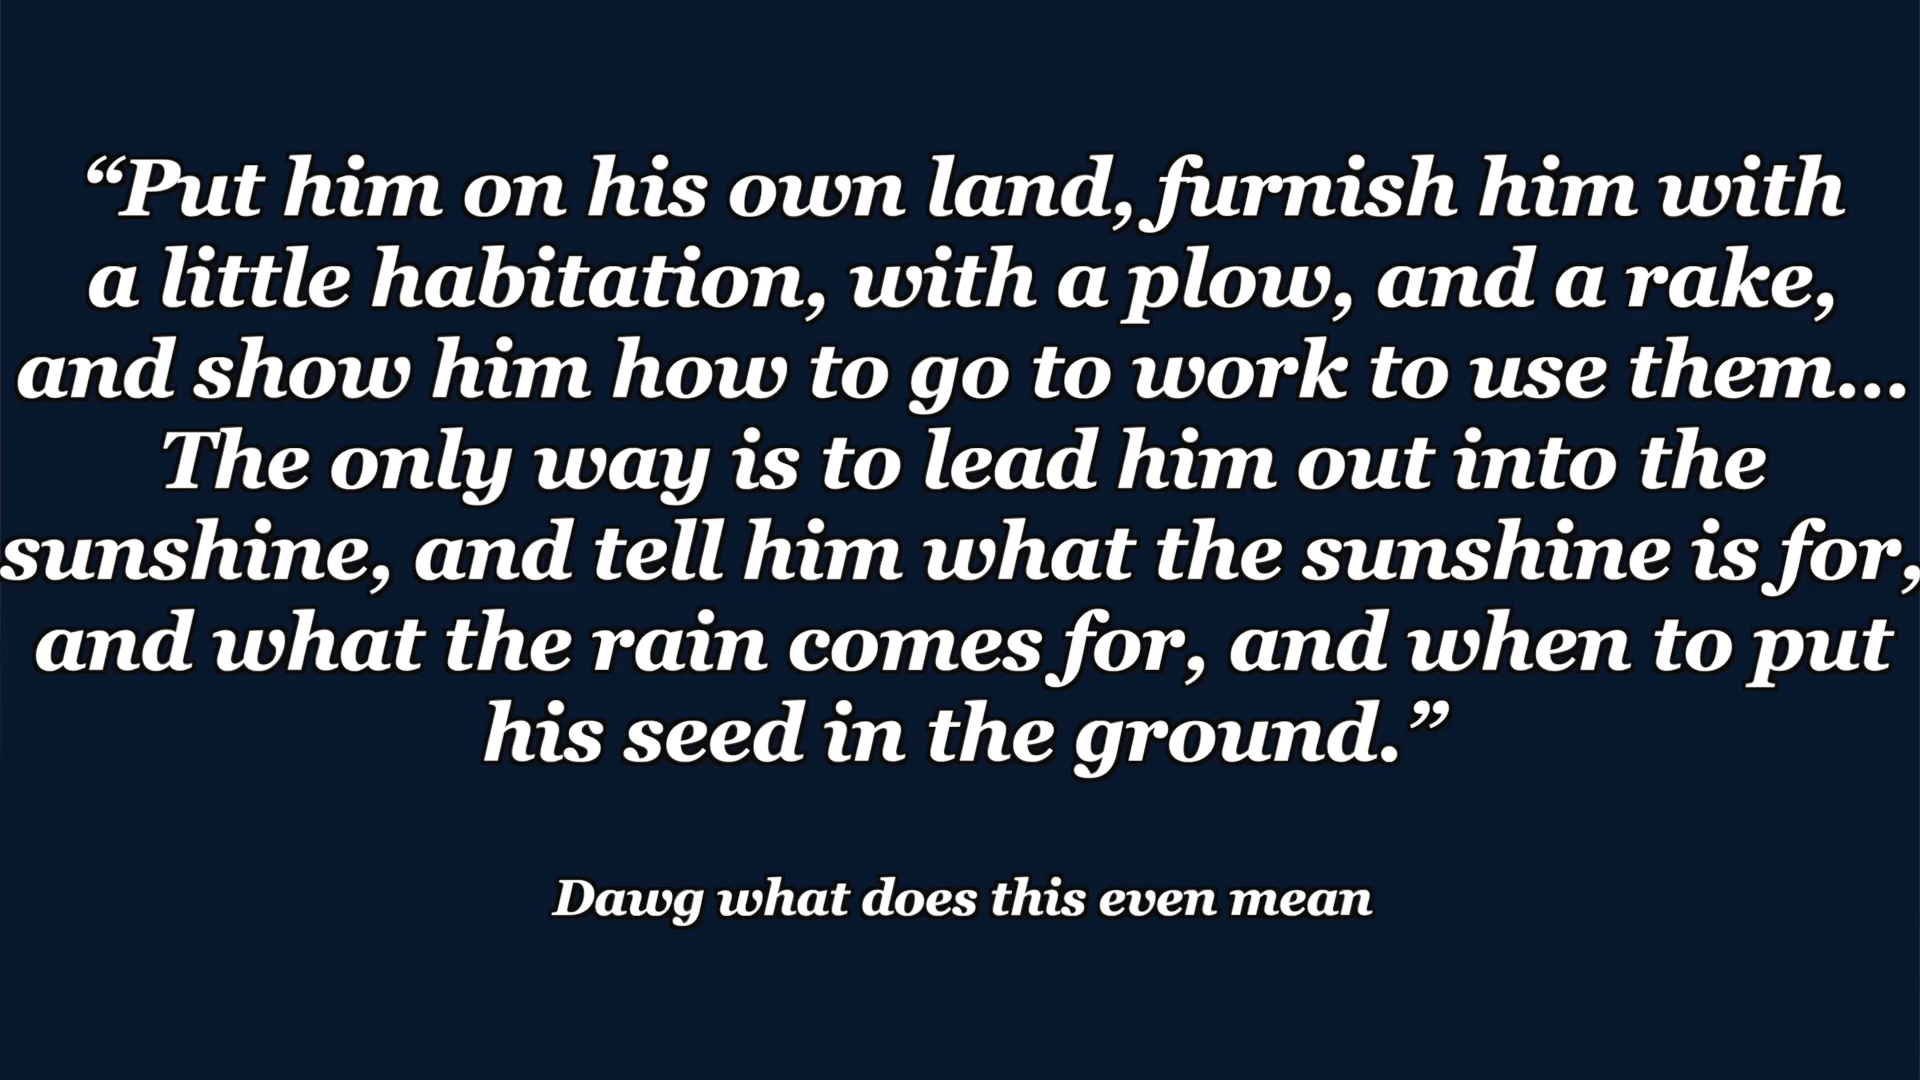 “Put him on his own land, furnish him with
a little habitation, with a plow, and a rake,
and show him how to go to work to use them...
The only way is to lead him out into the
sunshine, and tell him what the sunshine is for,
and what the rain comes for, and when to put
his seed in the ground.”
Dawg what does this even mean